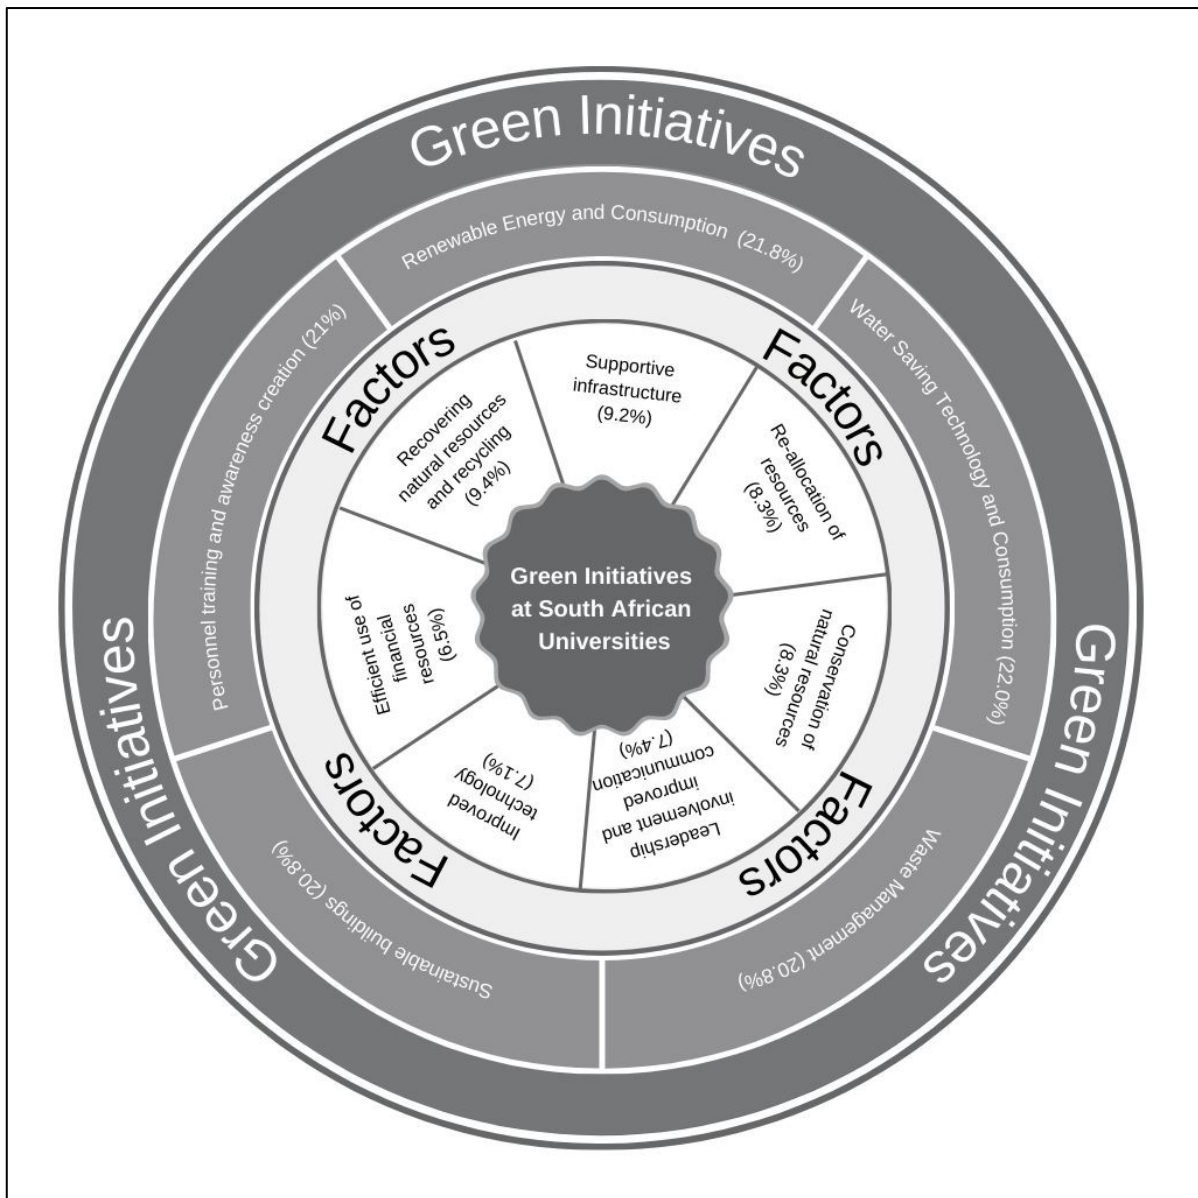 Green Initiatives
Green Initiatives
Green Initiatives
Renewable Energy and Consumption (21.8%)
Water Saving Technology and Consumption (22.0%)
Waste Management (20.8%)
Sustainable buildings (20.8%)
Personnel training and awareness creation (21%)
Factors
Factors
Factors
Factors
Supportive
infrastructure
(9.2%)
Re-allocation of
resources
(8.3%)
Conservation of
natural resources
(8.3%)
Leadership
involvement and
improved
communication
(7.4%)
Improved
technology
(7.1%)
Efficient use of
financial
resources
(6.5%)
Recovering
natural resources
and recycling
(9.4%)
Green Initiatives
at South African
Universities